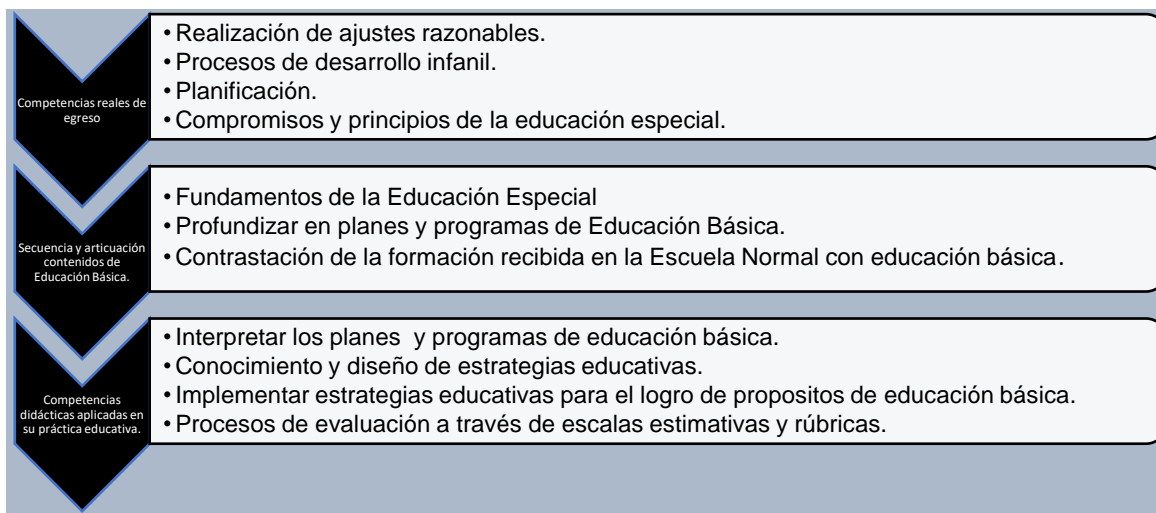 Competencias reales de
egreso
• Realización de ajustes razonables.
• Procesos de desarrollo infanil.
• Planificación.
• Compromisos y principios de la educación especial.
Secuencia y articuación
contenidos de
Educación Básica.
• Fundamentos de la Educación Especial
• Profundizar en planes y programas de Educación Básica.
• Contrastación de la formación recibida en la Escuela Normal con educación básica.
Competencias
didácticas aplicadas en
su práctica educativa.
• Interpretar los planes y programas de educación básica.
• Conocimiento y diseño de estrategias educativas.
• Implementar estrategias educativas para el logro de propositos de educación básica.
• Procesos de evaluación a través de escalas estimativas y rúbricas.